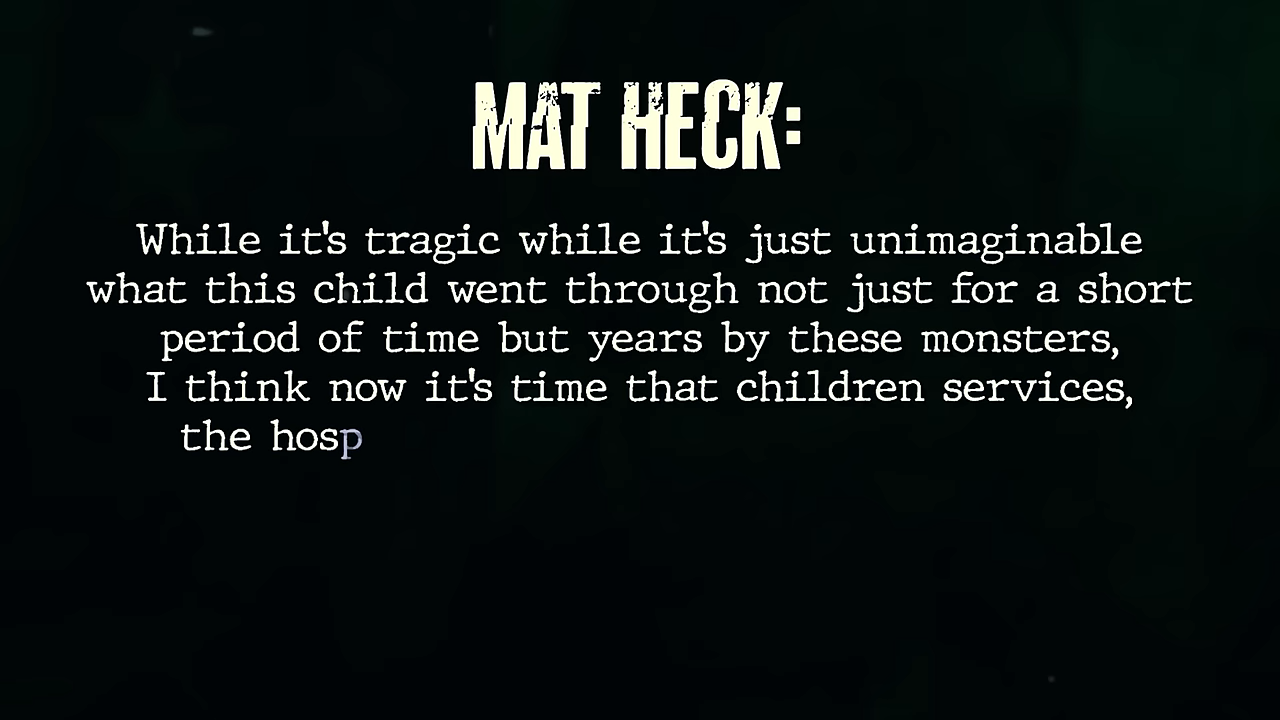 MAT HECK:
While it's tragic while it's just unimaginable
what this child went through not just for a short
period of time but years by these monsters,
I think now it's time that children services,
the hosp